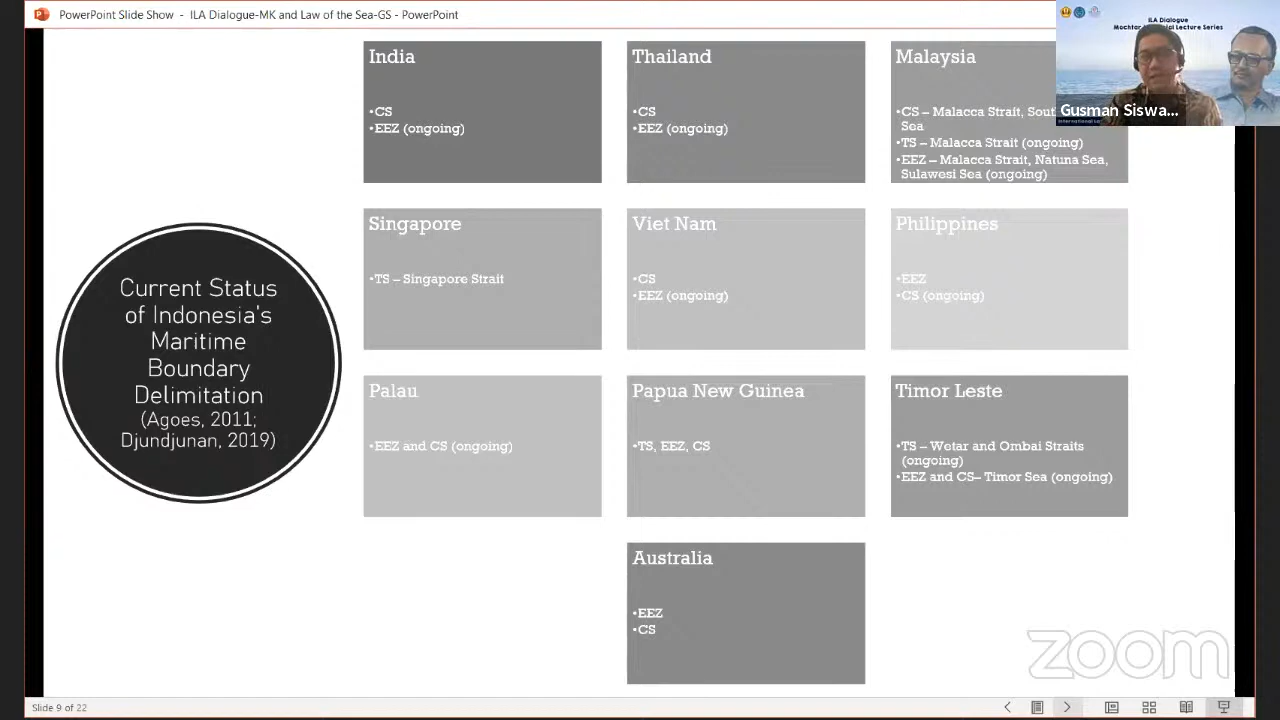 PowerPoint Slide Show - ILA Dialogue-MK and Law of the Sea-GS - PowerPoint
ILA Dialogue
Gusman Siswa...
Current Status
of Indonesia's
Maritime
Boundary
Delimitation
(Agoes, 2011;
Djundjunan, 2019)
India
•CS
•EEZ (ongoing)
Thailand
•CS
•EEZ (ongoing)
Malaysia
•CS – Malacca Strait,
Sea
•TS – Malacca Strait (ongoing)
•EEZ – Malacca Strait, Natuna Sea,
Sulawesi Sea (ongoing)
Singapore
•TS – Singapore Strait
Viet Nam
•CS
•EEZ (ongoing)
Philippines
•EEZ
•CS (ongoing)
Palau
•EEZ and CS (ongoing)
Papua New Guinea
•TS, EEZ, CS
Timor Leste
•TS – Wetar and Ombai Straits
(ongoing)
•EEZ and CS– Timor Sea (ongoing)
Australia
•EEZ
•CS
zoom
Slide 9 of 22